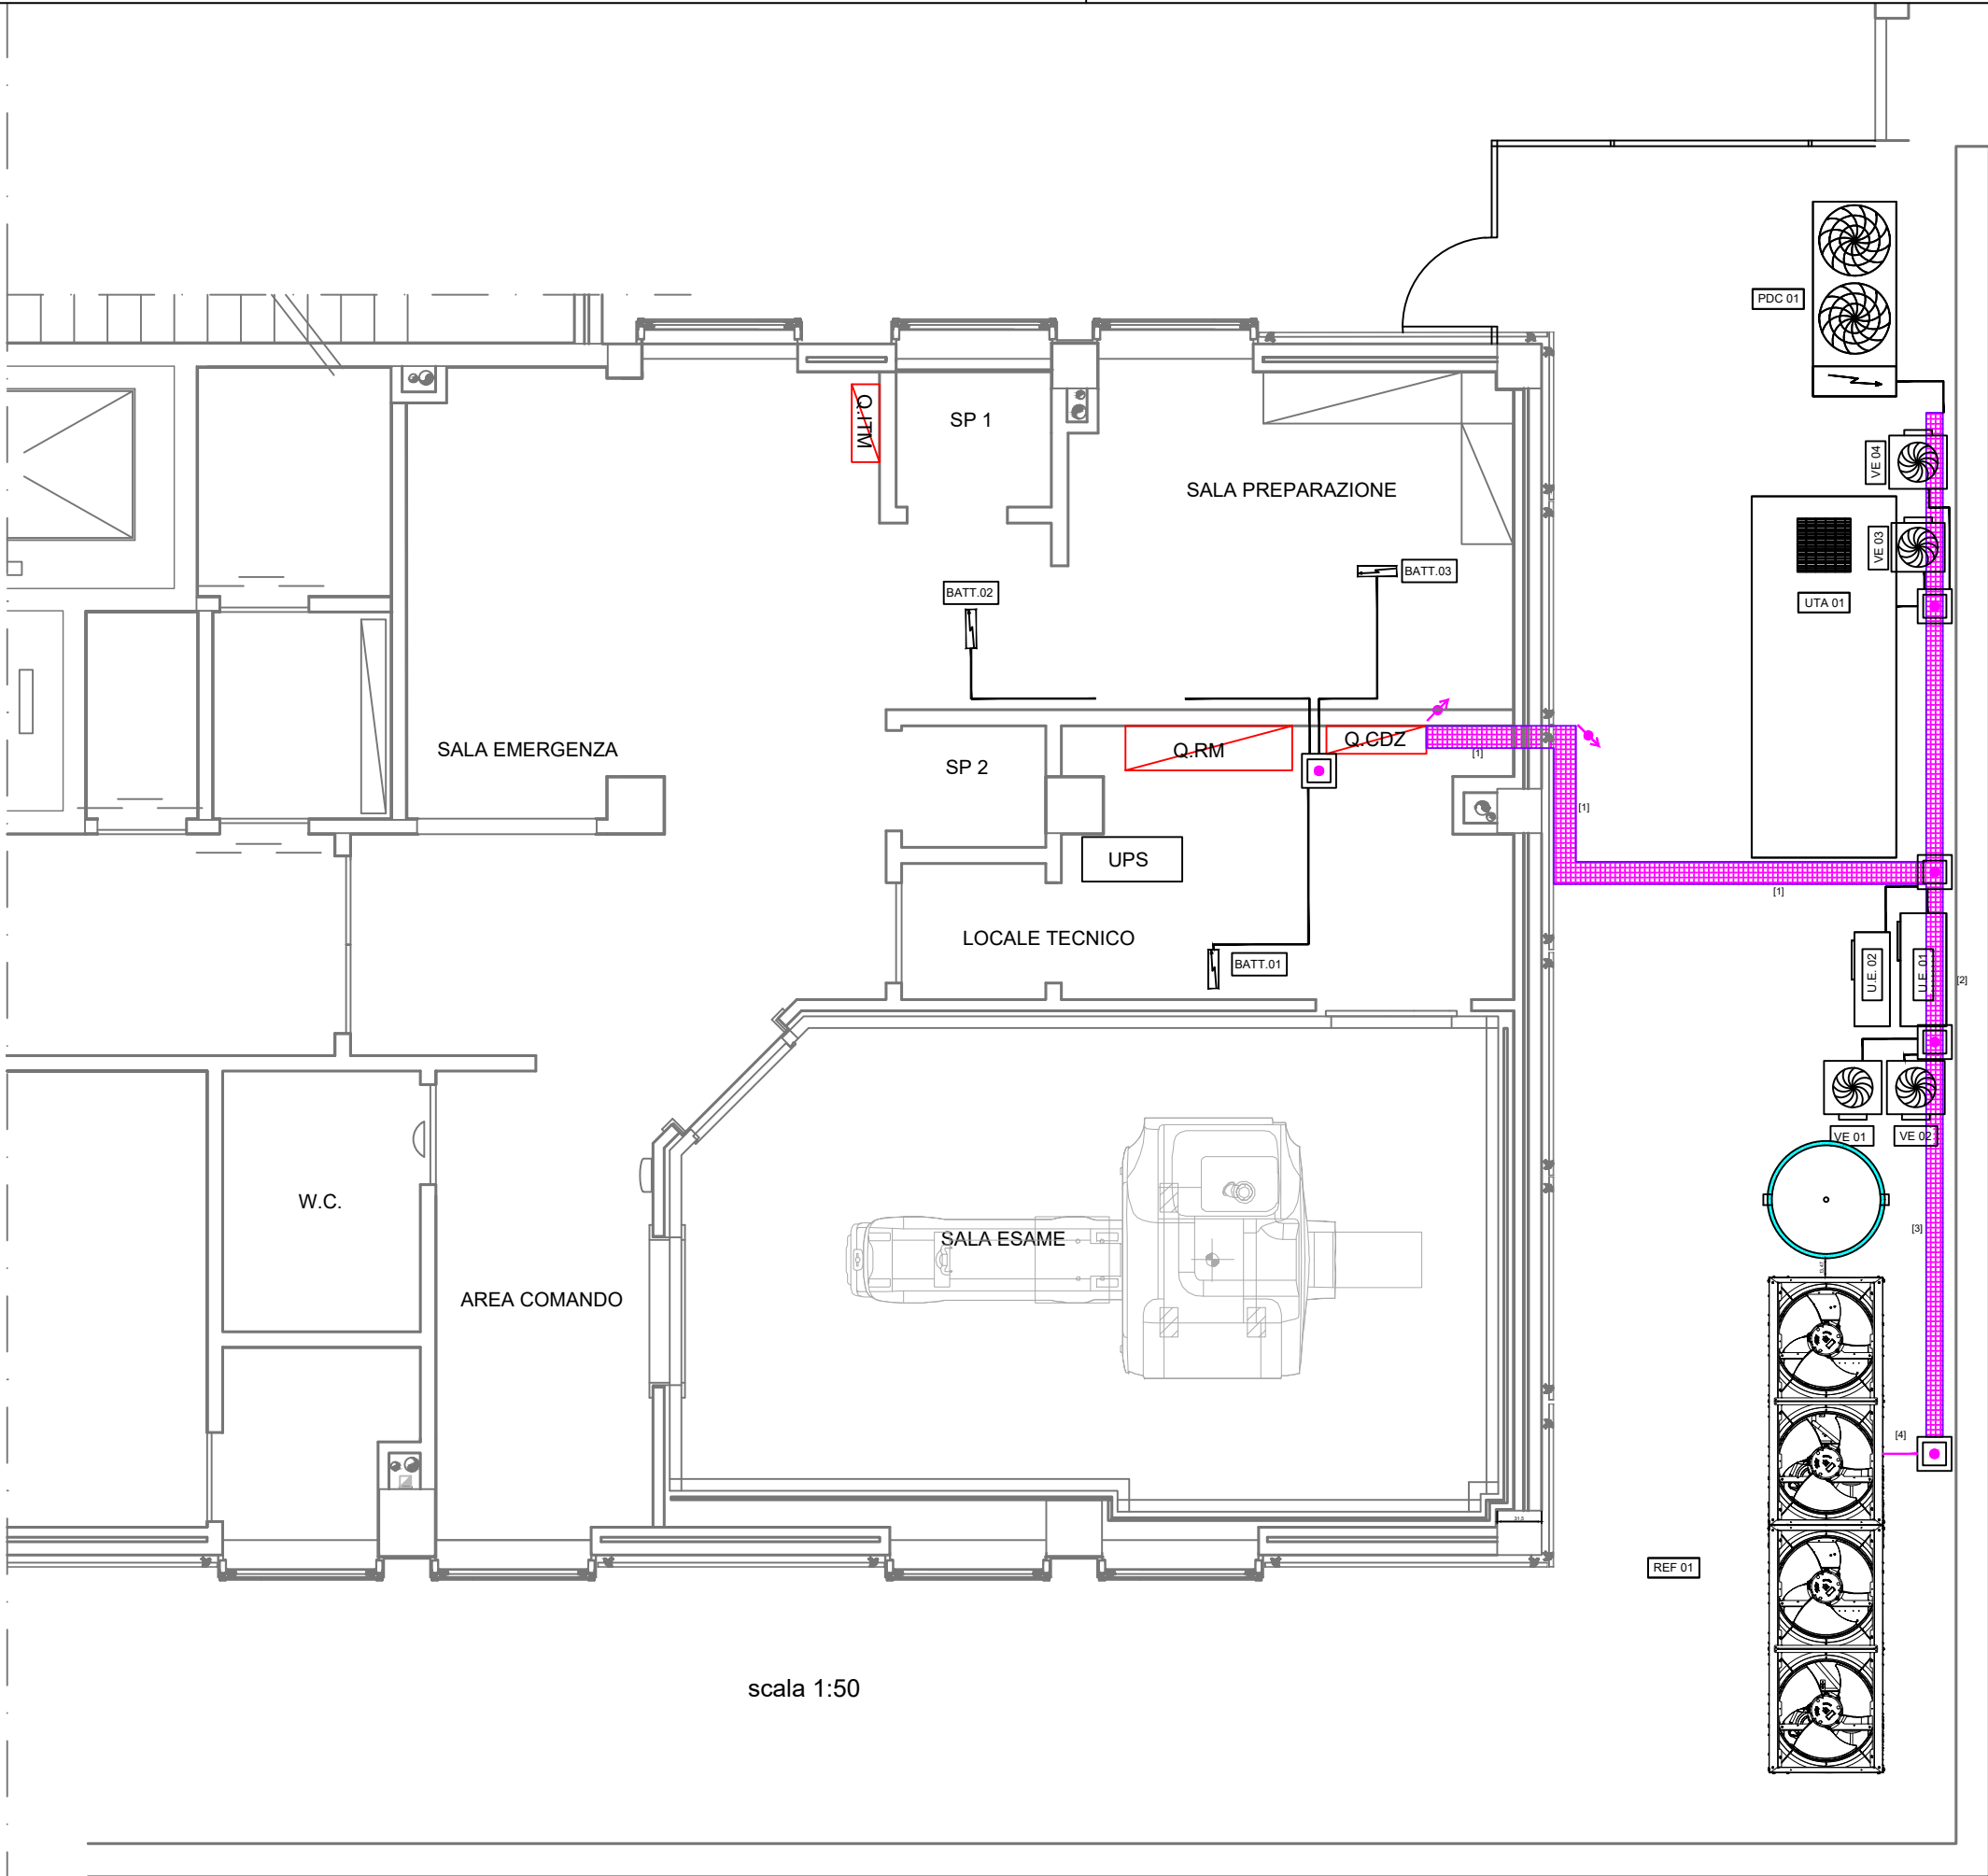 PDC 01
Q.ITM
SP 1
VE 04
SALA PREPARAZIONE
VE 03
BATT.03
BATT.02
UTA 01
SALA EMERGENZA
Q.RM
Q.CDZ
[1]
SP 2
[1]
UPS
[1]
LOCALE TECNICO
BATT.01
U.E. 02
U.E. 01
[2]
VE 01
VE 02
W.C.
[3]
SALA ESAME
AREA COMANDO
[4]
REF 01
scala 1:50